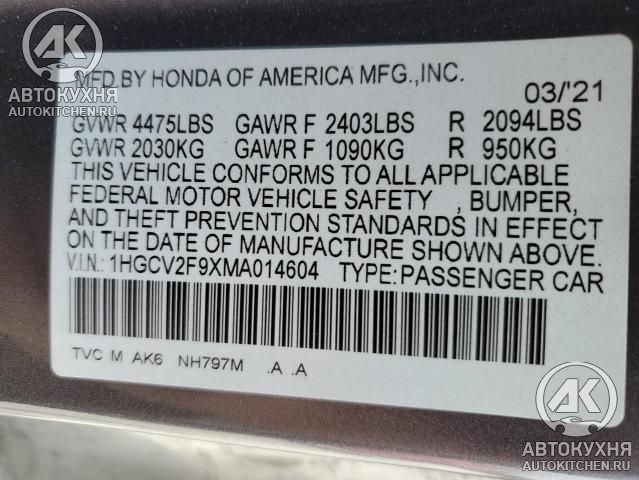 MFD.BY HONDA OF AMERICA MFG.,INC.
03/'21
GVWR 4475LBS GAWR F 2403LBS R 2094LBS
GVWR 2030KG GAWR F 1090KG R 950KG
THIS VEHICLE CONFORMS TO ALL APPLICABLE
FEDERAL MOTOR VEHICLE SAFETY , BUMPER,
AND THEFT PREVENTION STANDARDS IN EFFECT
ON THE DATE OF MANUFACTURE SHOWN ABOVE.
V.I.N.: 1HGCV2F9XMA014604 TYPE:PASSENGER CAR
TVC M AK6 NH797M .A .A
АК
АВТОКУХНЯ
AUTOKITCHEN.RU
АК
АВТОКУХНЯ
AUTOKITCHEN.RU